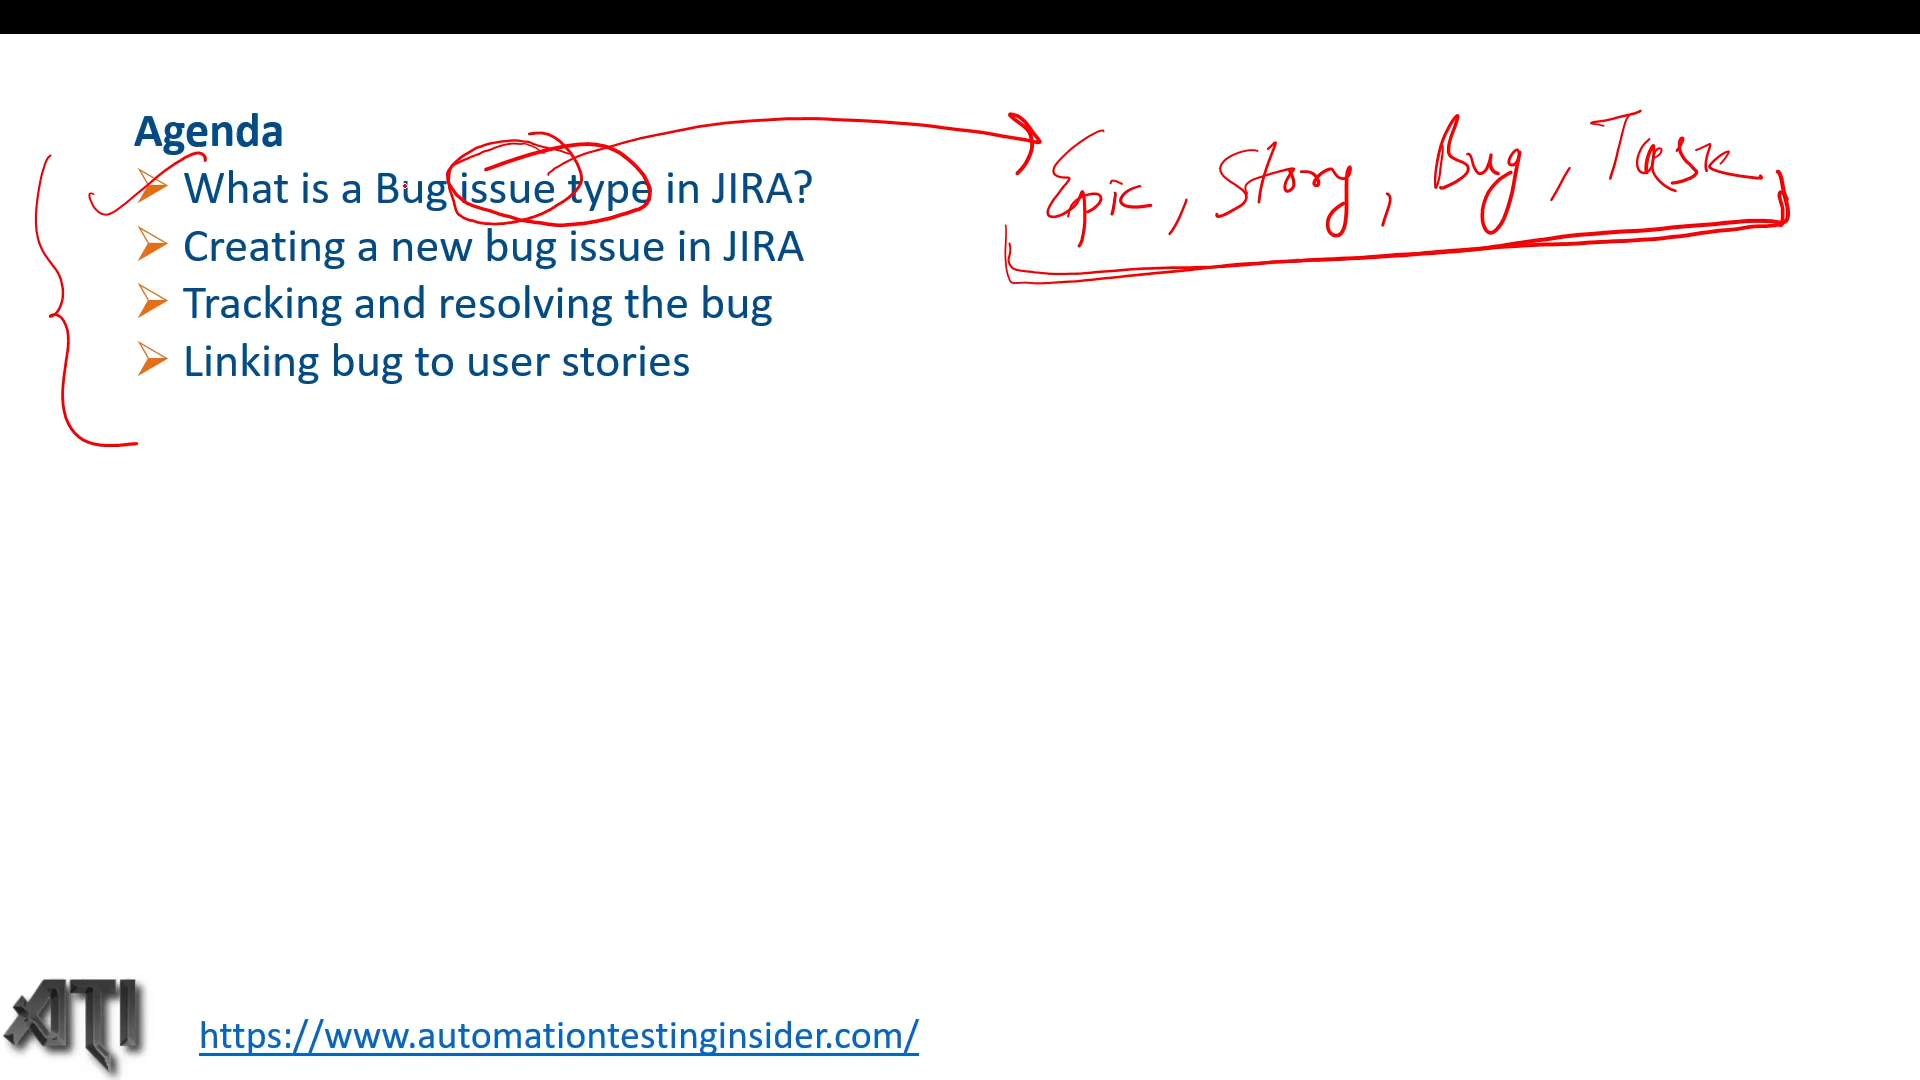 Agenda
What is a Bug issue type in JIRA?
Creating a new bug issue in JIRA
Tracking and resolving the bug
Linking bug to user stories
Epic, Story, Bug, Task
ATI
https://www.automationtestinginsider.com/